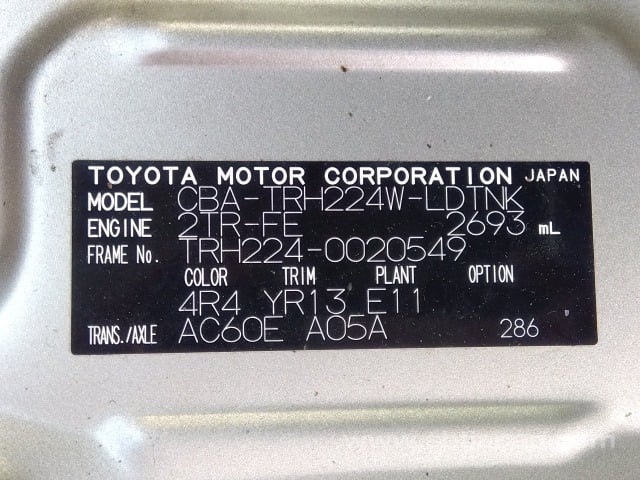 TOYOTA MOTOR CORPORATION JAPAN
MODEL CBA-TRH224W-LDTNK
ENGINE 2TR-FE 2693 mL
FRAME No. TRH224-0020549
COLOR TRIM PLANT OPTION
4R4 YR13 E11
TRANS./AXLE AC60E A05A 286